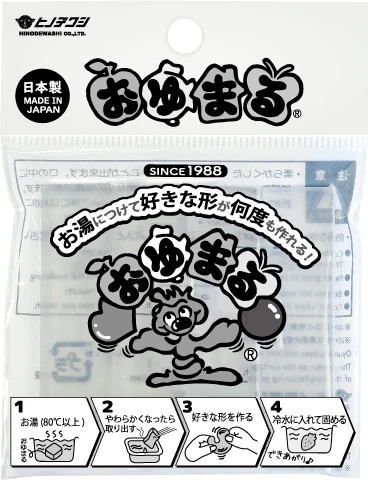 ヒノデワシ
HINODEWASHI CO.,LTD.
日本製
MADE IN
JAPAN
おゆまる®
SINCE1988
お湯につけて好きな形が何度も作れる!
おゆまる
®
1
お湯(80℃以上)
おゆまる
2
やわらかくなったら
取り出す
3
好きな形を作る
4
冷水に入れて固める
できあがり♪